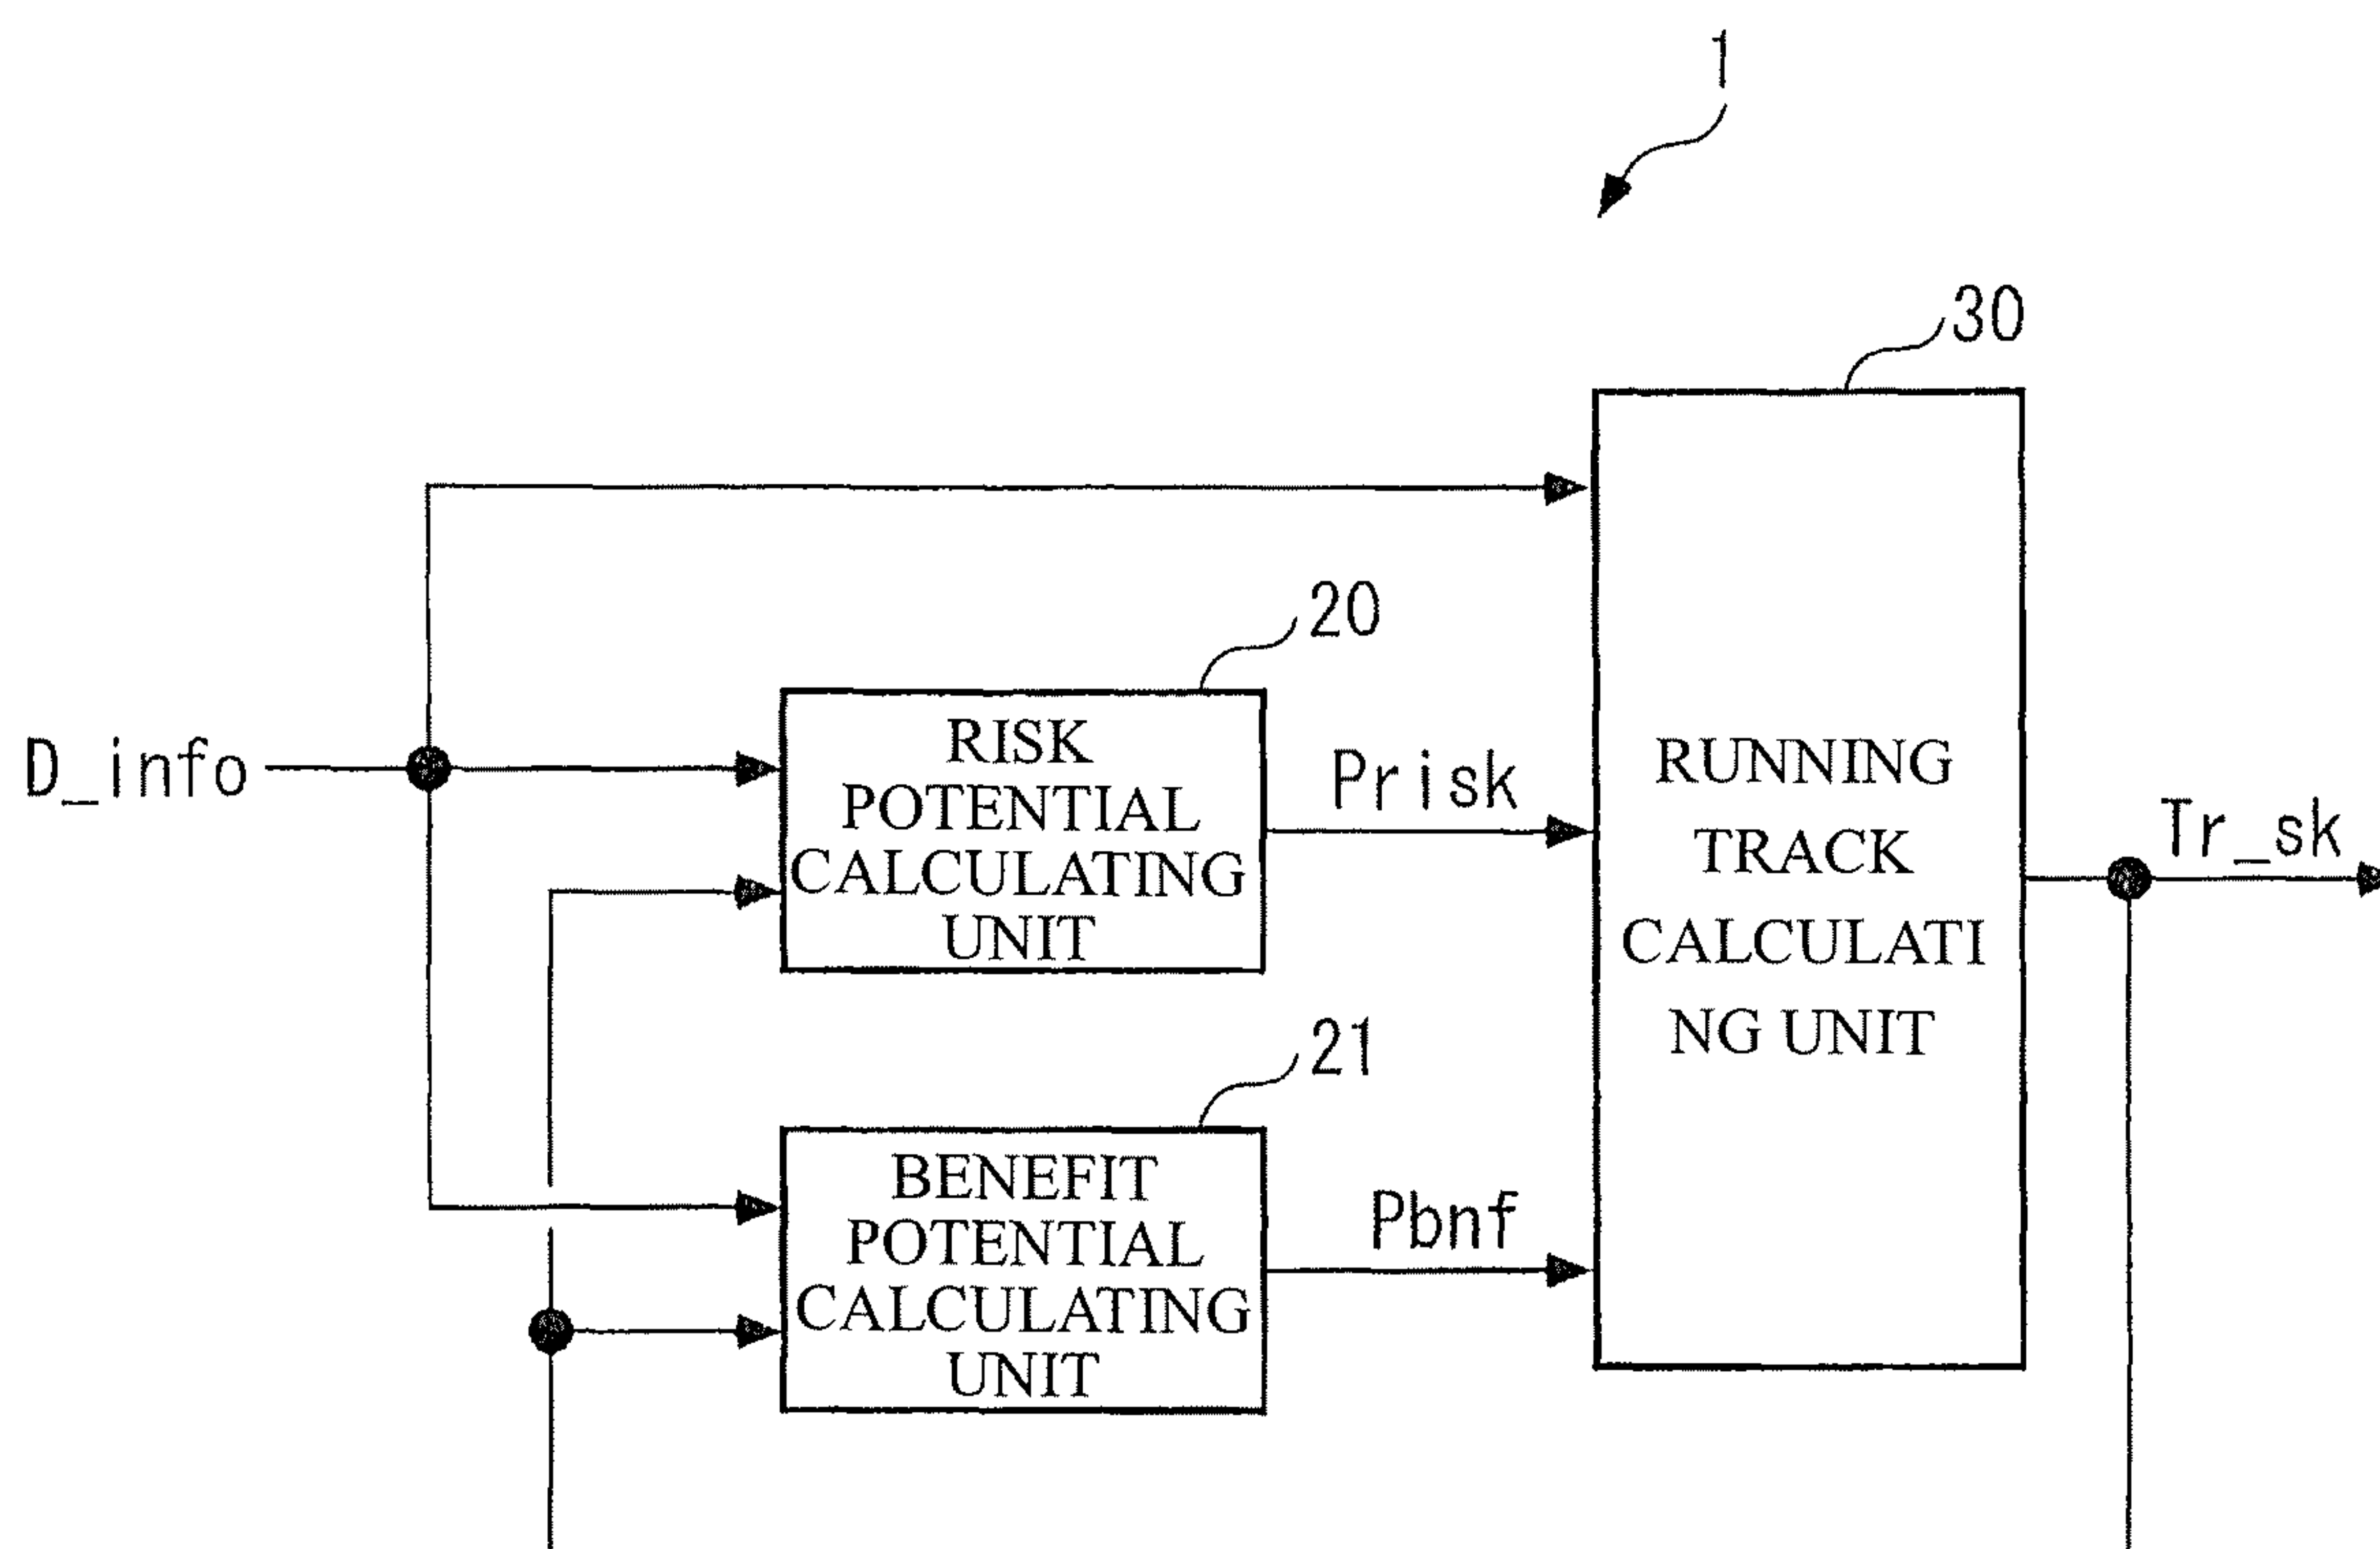 1
30
20
D_info
RISK
POTENTIAL
CALCULATING
UNIT
Prisk
RUNNING
TRACK
CALCULATI
NG UNIT
Tr_sk
21
BENEFIT
POTENTIAL
CALCULATING
UNIT
Pbnf